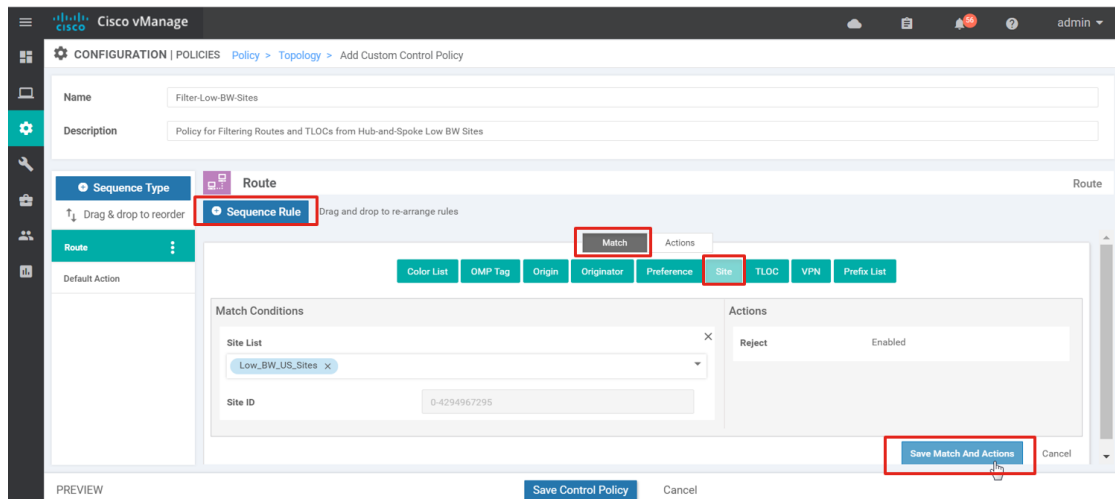 cisco Cisco vManage 56 admin
CONFIGURATION | POLICIES Policy > Topology > Add Custom Control Policy
Name Filter-Low-BW-Sites
Description Policy for Filtering Routes and TLOCs from Hub-and-Spoke Low BW Sites
Sequence Type
Route Route
Drag & drop to reorder
Sequence Rule Drag and drop to re-arrange rules
Route
Match Actions
Default Action
Color List OMP Tag Origin Originator Preference Site TLOC VPN Prefix List
Match Conditions Actions
Site List Reject Enabled
Low_BW_US_Sites
Site ID 0-4294967295
Save Match And Actions Cancel
PREVIEW Save Control Policy Cancel